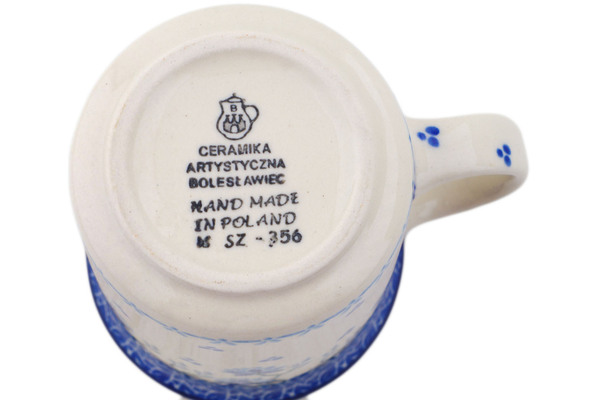 B
CERAMIKA
ARTYSTYCZNA
BOLESŁAWIEC
HAND MADE
IN POLAND
SZ - 356